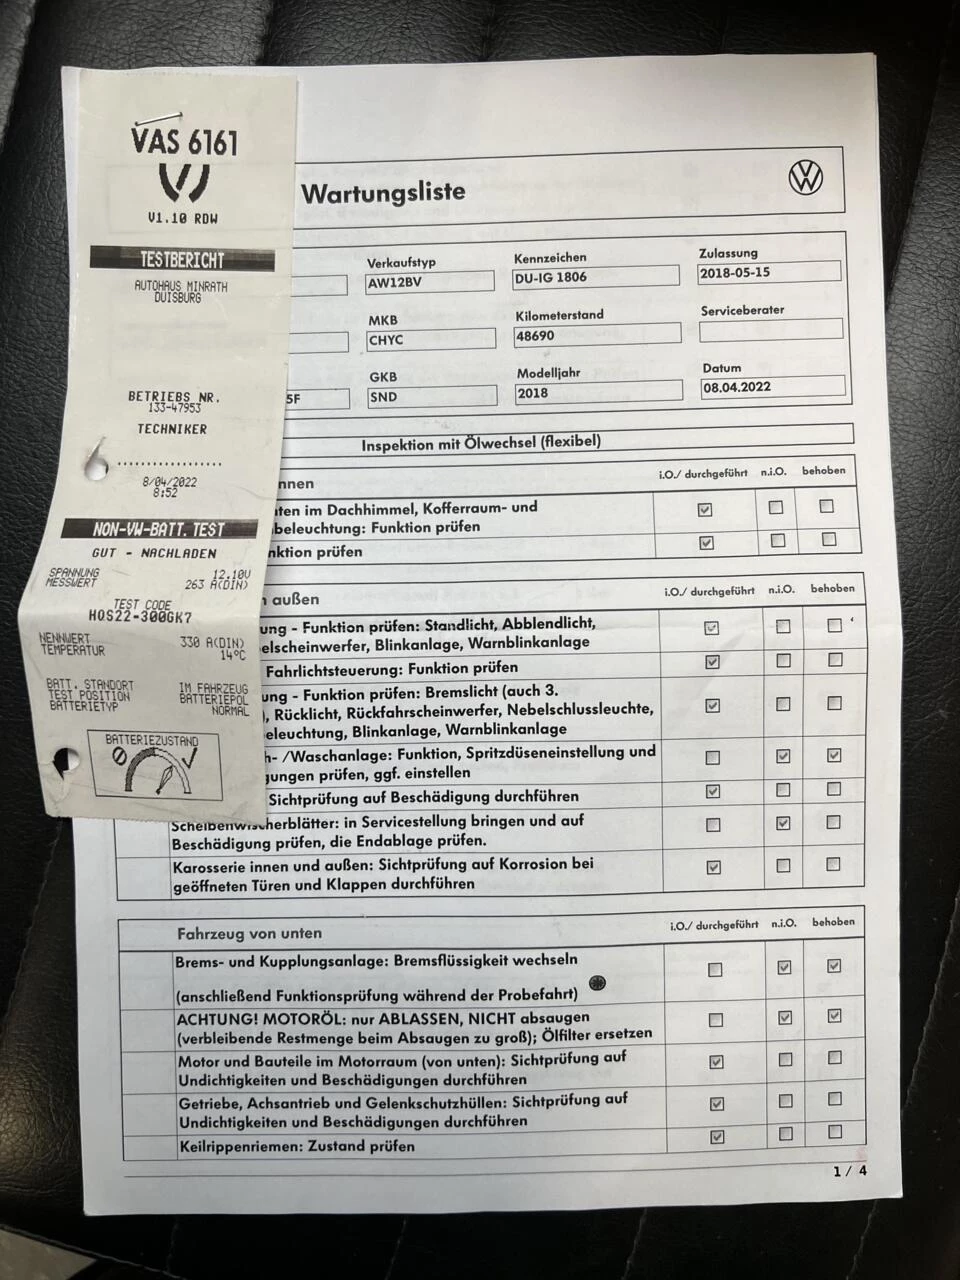 VAS 6161
V1.10 RDW
TESTBERICHT
AUTOHAUS MINRATH
DUISBURG
BETRIEBS NR.
133-47953
TECHNIKER
..................
8/04/2022
8:52
NON-VW-BATT.TEST
GUT - NACHLADEN
SPANNUNG 12.10V
MESSWERT 263 A(DIN)
TEST CODE
HOS22-300GK7
NENNWERT 330 A(DIN)
TEMPERATUR 14°C
BATT. STANDORT IM FAHRZEUG
TEST POSITION BATTERIEPOL
BATTERIETYP NORMAL
BATTERIEZUSTAND
Wartungsliste
Verkaufstyp Kennzeichen Zulassung
AW12BV DU-IG 1806 2018-05-15
MKB Kilometerstand Serviceberater
CHYC 48690
GKB Modelljahr Datum
5F SND 2018 08.04.2022
Inspektion mit Ölwechsel (flexibel)
nnen i.O./ durchgeführt n.i.O. behoben
ten im Dachhimmel, Kofferraum- und
beleuchtung: Funktion prüfen
nktion prüfen
außen i.O./ durchgeführt n.i.O. behoben
ung - Funktion prüfen: Standlicht, Abblendlicht,
elscheinwerfer, Blinkanlage, Warnblinkanlage
Fahrlichtsteuerung: Funktion prüfen
ung - Funktion prüfen: Bremslicht (auch 3.
), Rücklicht, Rückfahrscheinwerfer, Nebelschlussleuchte,
eleuchtung, Blinkanlage, Warnblinkanlage
h- /Waschanlage: Funktion, Spritzdüseneinstellung und
gungen prüfen, ggf. einstellen
Sichtprüfung auf Beschädigung durchführen
Scheibenwischerblätter: in Servicestellung bringen und auf
Beschädigung prüfen, die Endablage prüfen.
Karosserie innen und außen: Sichtprüfung auf Korrosion bei
geöffneten Türen und Klappen durchführen
Fahrzeug von unten i.O./ durchgeführt n.i.O. behoben
Brems- und Kupplungsanlage: Bremsflüssigkeit wechseln
(anschließend Funktionsprüfung während der Probefahrt)
ACHTUNG! MOTORÖL: nur ABLASSEN, NICHT absaugen
(verbleibende Restmenge beim Absaugen zu groß); Ölfilter ersetzen
Motor und Bauteile im Motorraum (von unten): Sichtprüfung auf
Undichtigkeiten und Beschädigungen durchführen
Getriebe, Achsantrieb und Gelenkschutzhüllen: Sichtprüfung auf
Undichtigkeiten und Beschädigungen durchführen
Keilrippenriemen: Zustand prüfen
1 / 4